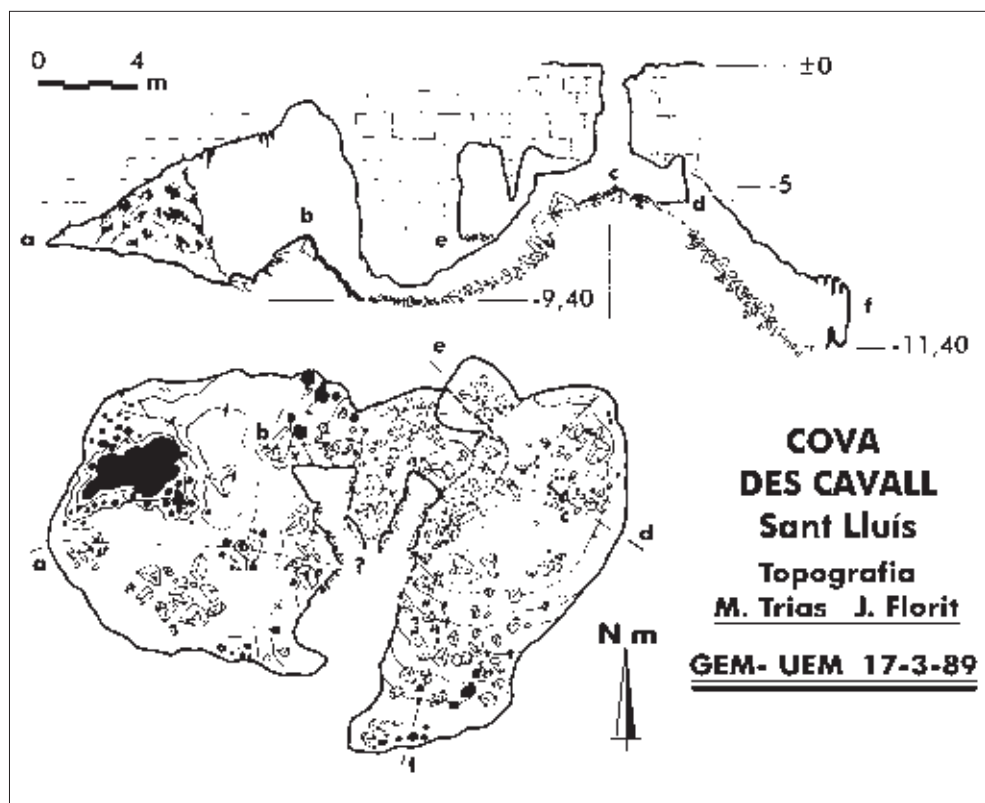 0 4
m
±0
c
-5
d
a
b
e
-9,40
f
-11,40
e
b
c
d
a
?
f
COVA
DES CAVALL
Sant Lluís
Topografia
M. Trias J. Florit
N m
GEM- UEM 17-3-89